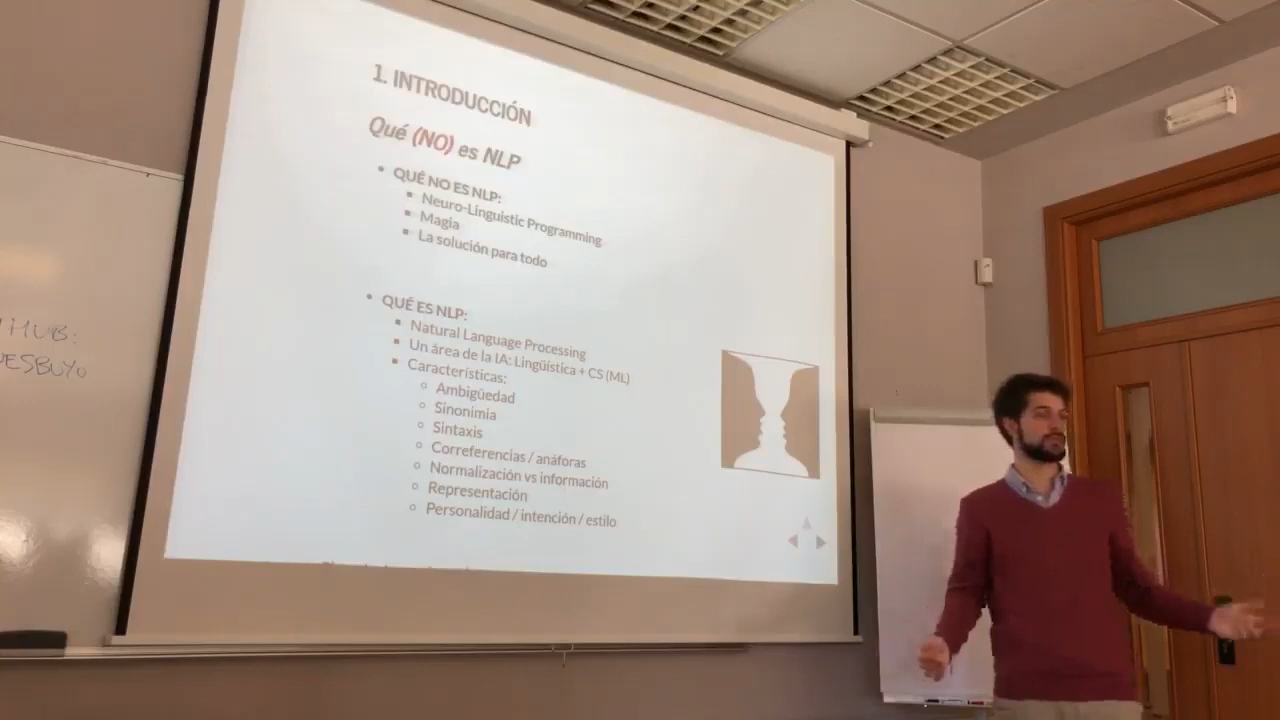 1. INTRODUCCIÓN
Qué (NO) es NLP
QUÉ NO ES NLP:
Neuro-Linguistic Programming
Magia
La solución para todo
QUÉ ES NLP:
Natural Language Processing
Un área de la IA: Lingüística + CS (ML)
Características:
Ambigüedad
Sinonimia
Sintaxis
Correferencias / anáforas
Normalización vs información
Representación
Personalidad / intención / estilo
HUB: